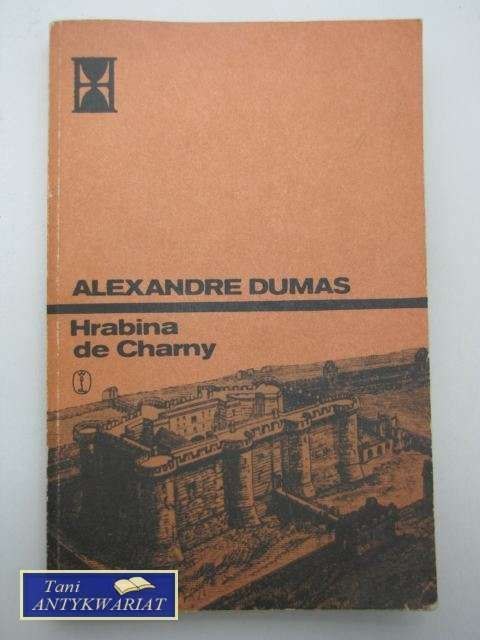 ALEXANDRE DUMAS
Hrabina
de Charny
Tani
ANTYKWARIAT